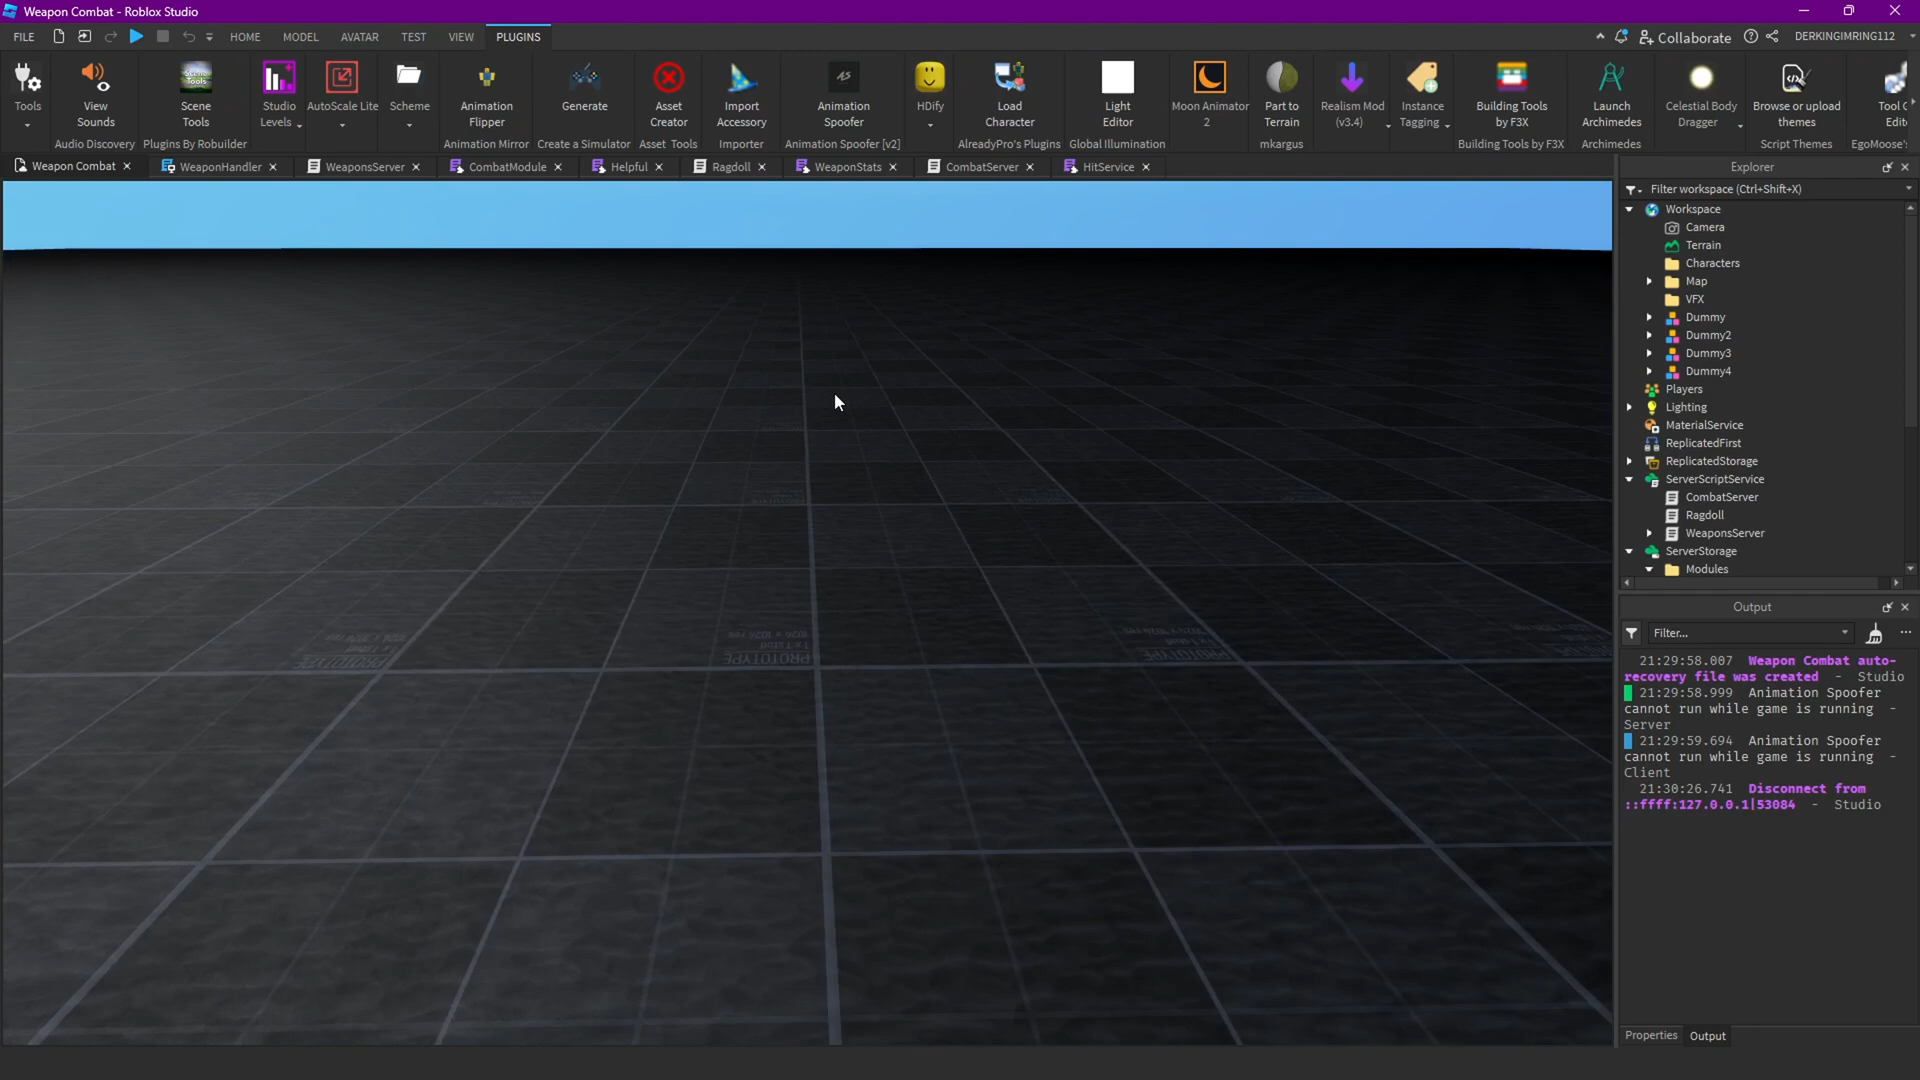 Weapon Combat - Roblox Studio
FILE HOME MODEL AVATAR TEST VIEW PLUGINS Collaborate DERKINGIMRING112
Tools
View Sounds
Audio Discovery
Scene Tools
Plugins By Robuilder
Studio Levels
AutoScale Lite
Scheme
Animation Flipper
Animation Mirror
Generate
Create a Simulator
Asset Creator
Asset Tools
Import Accessory
Importer
Animation Spoofer
Animation Spoofer [v2]
HDify
Load Character
AlreadyPro's Plugins
Light Editor
Global Illumination
Moon Animator 2
Part to Terrain
mkargus
Realism Mod (v3.4)
Instance Tagging
Building Tools by F3X
Building Tools by F3X
Launch Archimedes
Archimedes
Celestial Body Dragger
Browse or upload themes
Script Themes
EgoMoose's
Weapon Combat WeaponHandler WeaponsServer CombatModule Helpful Ragdoll WeaponStats CombatServer HitService
Explorer
Filter workspace (Ctrl+Shift+X)
Workspace
Camera
Terrain
Characters
Map
VFX
Dummy
Dummy2
Dummy3
Dummy4
Players
Lighting
MaterialService
ReplicatedFirst
ReplicatedStorage
ServerScriptService
CombatServer
Ragdoll
WeaponsServer
ServerStorage
Modules
Output
Filter...
21:29:58.007 Weapon Combat auto-
recovery file was created - Studio
21:29:58.999 Animation Spoofer
cannot run while game is running -
Server
21:29:59.694 Animation Spoofer
cannot run while game is running -
Client
21:30:26.741 Disconnect from
::ffff:127.0.0.1|53084 - Studio
Properties Output
PROTOTYPE